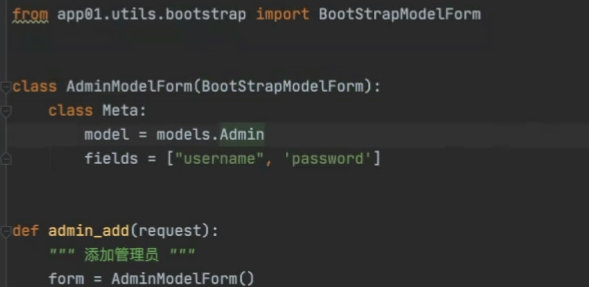 from app01.utils.bootstrap import BootStrapModelForm
class AdminModelForm(BootStrapModelForm):
class Meta:
model = models.Admin
fields = ["username", 'password']
def admin_add(request):
""" 添加管理员 """
form = AdminModelForm()